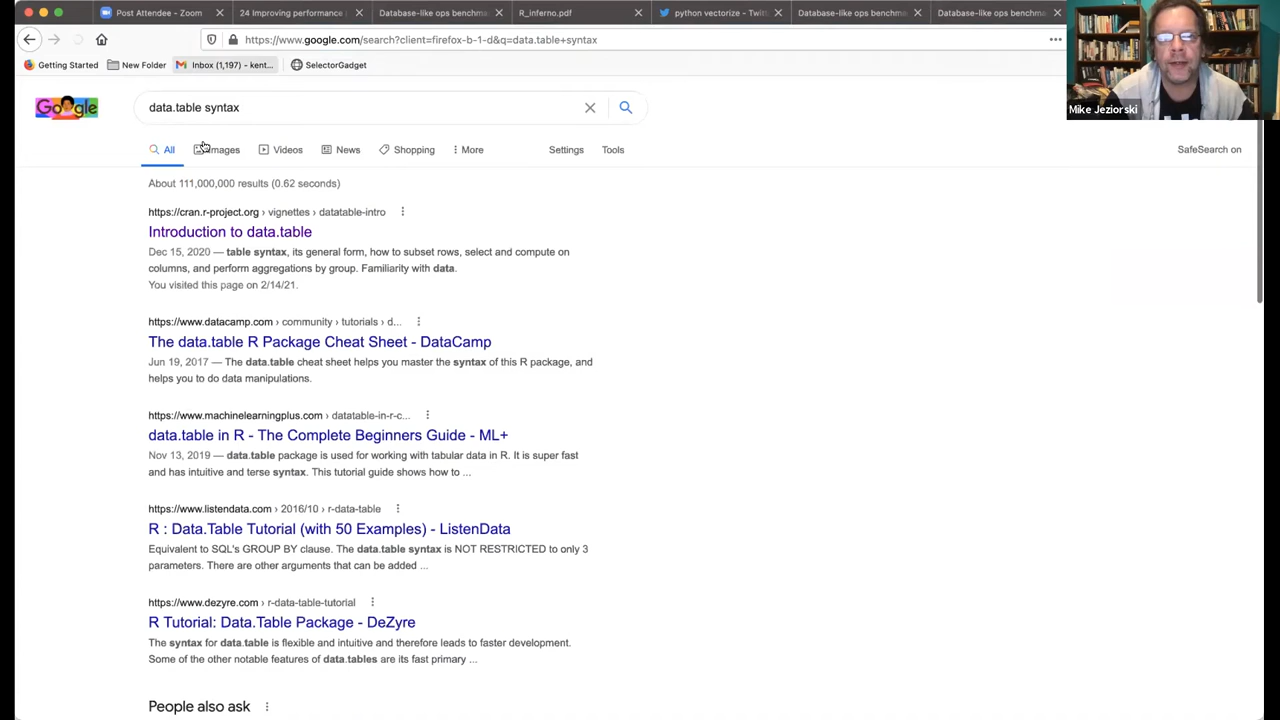 Post Attendee - Zoom
24 Improving performance
Database-like ops benchma
R_inferno.pdf
python vectorize - Twitt
Database-like ops benchma
Database-like ops benchma
https://www.google.com/search?client=firefox-b-1-d&q=data.table+syntax
Getting Started
New Folder
Inbox (1,197) - kent...
SelectorGadget
Mike Jeziorski
Google
data.table syntax
All
Images
Videos
News
Shopping
More
Settings
Tools
SafeSearch on
About 111,000,000 results (0.62 seconds)
https://cran.r-project.org › vignettes › datatable-intro
Introduction to data.table
Dec 15, 2020 — table syntax, its general form, how to subset rows, select and compute on
columns, and perform aggregations by group. Familiarity with data.
You visited this page on 2/14/21.
https://www.datacamp.com › community › tutorials › d...
The data.table R Package Cheat Sheet - DataCamp
Jun 19, 2017 — The data.table cheat sheet helps you master the syntax of this R package, and
helps you to do data manipulations.
https://www.machinelearningplus.com › datatable-in-r-c...
data.table in R - The Complete Beginners Guide - ML+
Nov 13, 2019 — data.table package is used for working with tabular data in R. It is super fast
and has intuitive and terse syntax. This tutorial guide shows how to ...
https://www.listendata.com › 2016/10 › r-data-table
R : Data.Table Tutorial (with 50 Examples) - ListenData
Equivalent to SQL's GROUP BY clause. The data.table syntax is NOT RESTRICTED to only 3
parameters. There are other arguments that can be added ...
https://www.dezyre.com › r-data-table-tutorial
R Tutorial: Data.Table Package - DeZyre
The syntax for data.table is flexible and intuitive and therefore leads to faster development.
Some of the other notable features of data.tables are its fast primary ...
People also ask